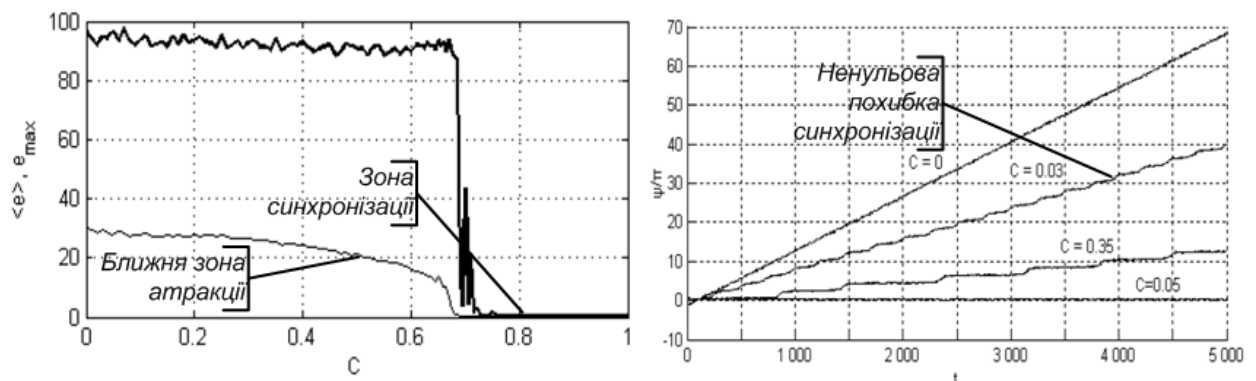 100
80
60
40
20
0
<e>, e_max
0
0.2
0.4
0.6
0.8
1
C
Зона
синхронізації
Ближня зона
атракції
70
60
50
40
30
20
10
0
-10
ψ/π
0
1 000
2 000
3 000
4 000
5 000
t
Ненульова
похибка
синхронізації
C = 0
C = 0.03
C = 0.35
C=0.05